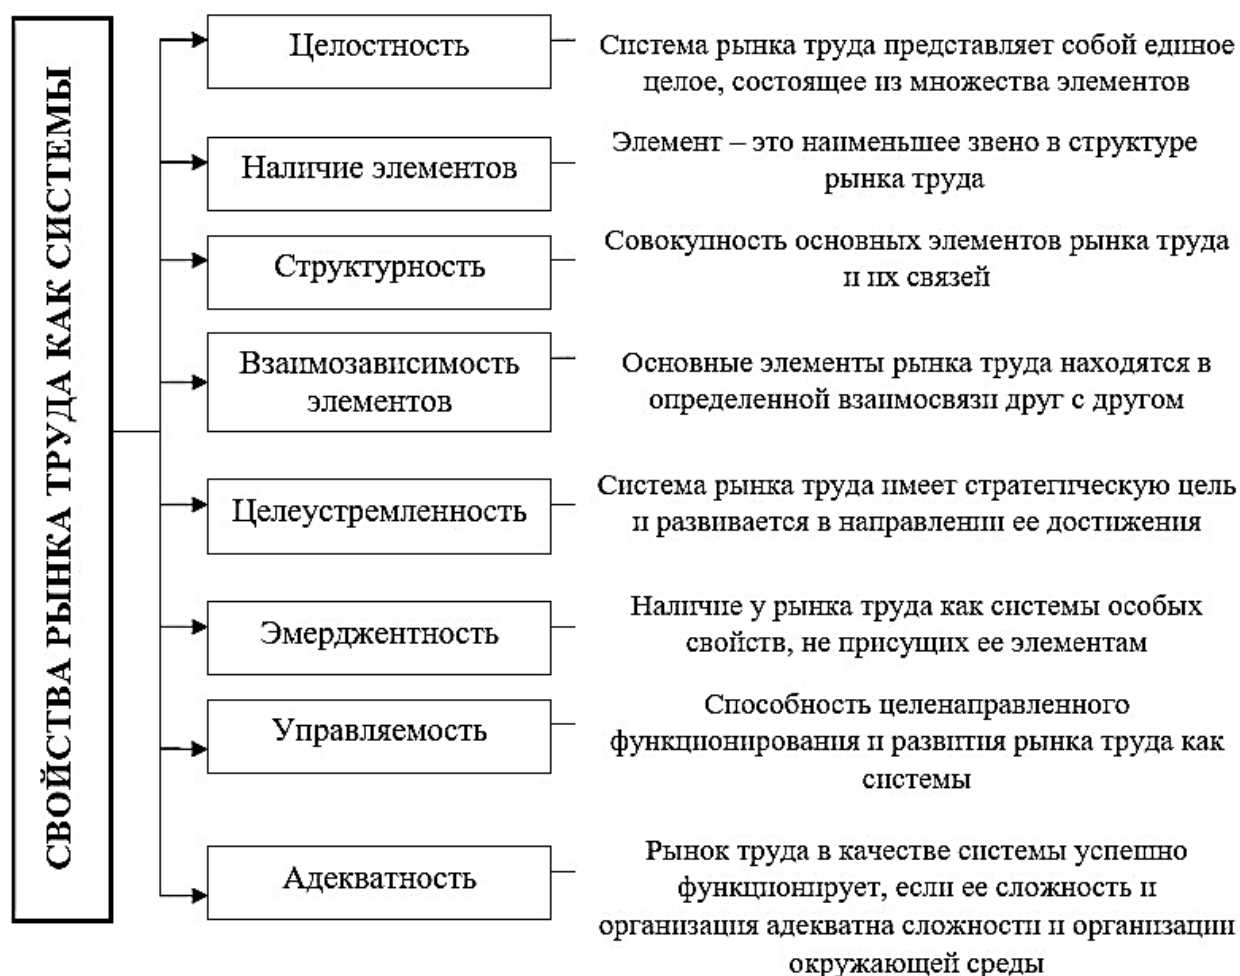 СВОЙСТВА РЫНКА ТРУДА КАК СИСТЕМЫ
Целостность
Система рынка труда представляет собой единое
целое, состоящее из множества элементов
Наличие элементов
Элемент – это наименьшее звено в структуре
рынка труда
Структурность
Совокупность основных элементов рынка труда
и их связей
Взаимозависимость
элементов
Основные элементы рынка труда находятся в
определенной взаимосвязи друг с другом
Целеустремленность
Система рынка труда имеет стратегическую цель
и развивается в направлении ее достижения
Эмерджентность
Наличие у рынка труда как системы особых
свойств, не присущих ее элементам
Управляемость
Способность целенаправленного
функционирования и развития рынка труда как
системы
Адекватность
Рынок труда в качестве системы успешно
функционирует, если ее сложность и
организация адекватна сложности и организации
окружающей среды